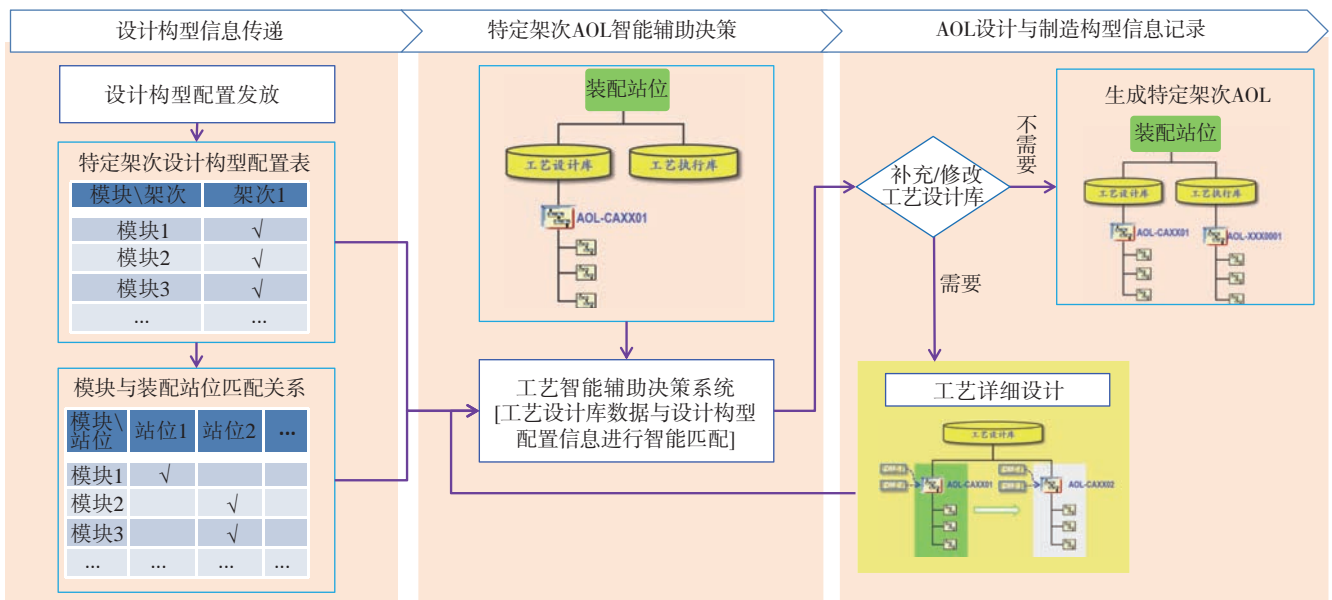 设计构型信息传递
特定架次AOL智能辅助决策
AOL设计与制造构型信息记录
设计构型配置发放
特定架次设计构型配置表
模块\架次 架次1
模块1 √
模块2 √
模块3 √
... ...
模块与装配站位匹配关系
模块\
站位 站位1 站位2 ...
模块1 √
模块2 √
模块3 √
... ... ... ...
装配站位
工艺设计库 工艺执行库
AOL-CAXX01
工艺智能辅助决策系统
[工艺设计库数据与设计构型
配置信息进行智能匹配]
补充/修改
工艺设计库
不需要
需要
生成特定架次AOL
装配站位
工艺设计库 工艺执行库
AOL-CAXX01 AOL-XXX0001
工艺详细设计
工艺设计库
AOL-CAXX01 AOL-CAXX02